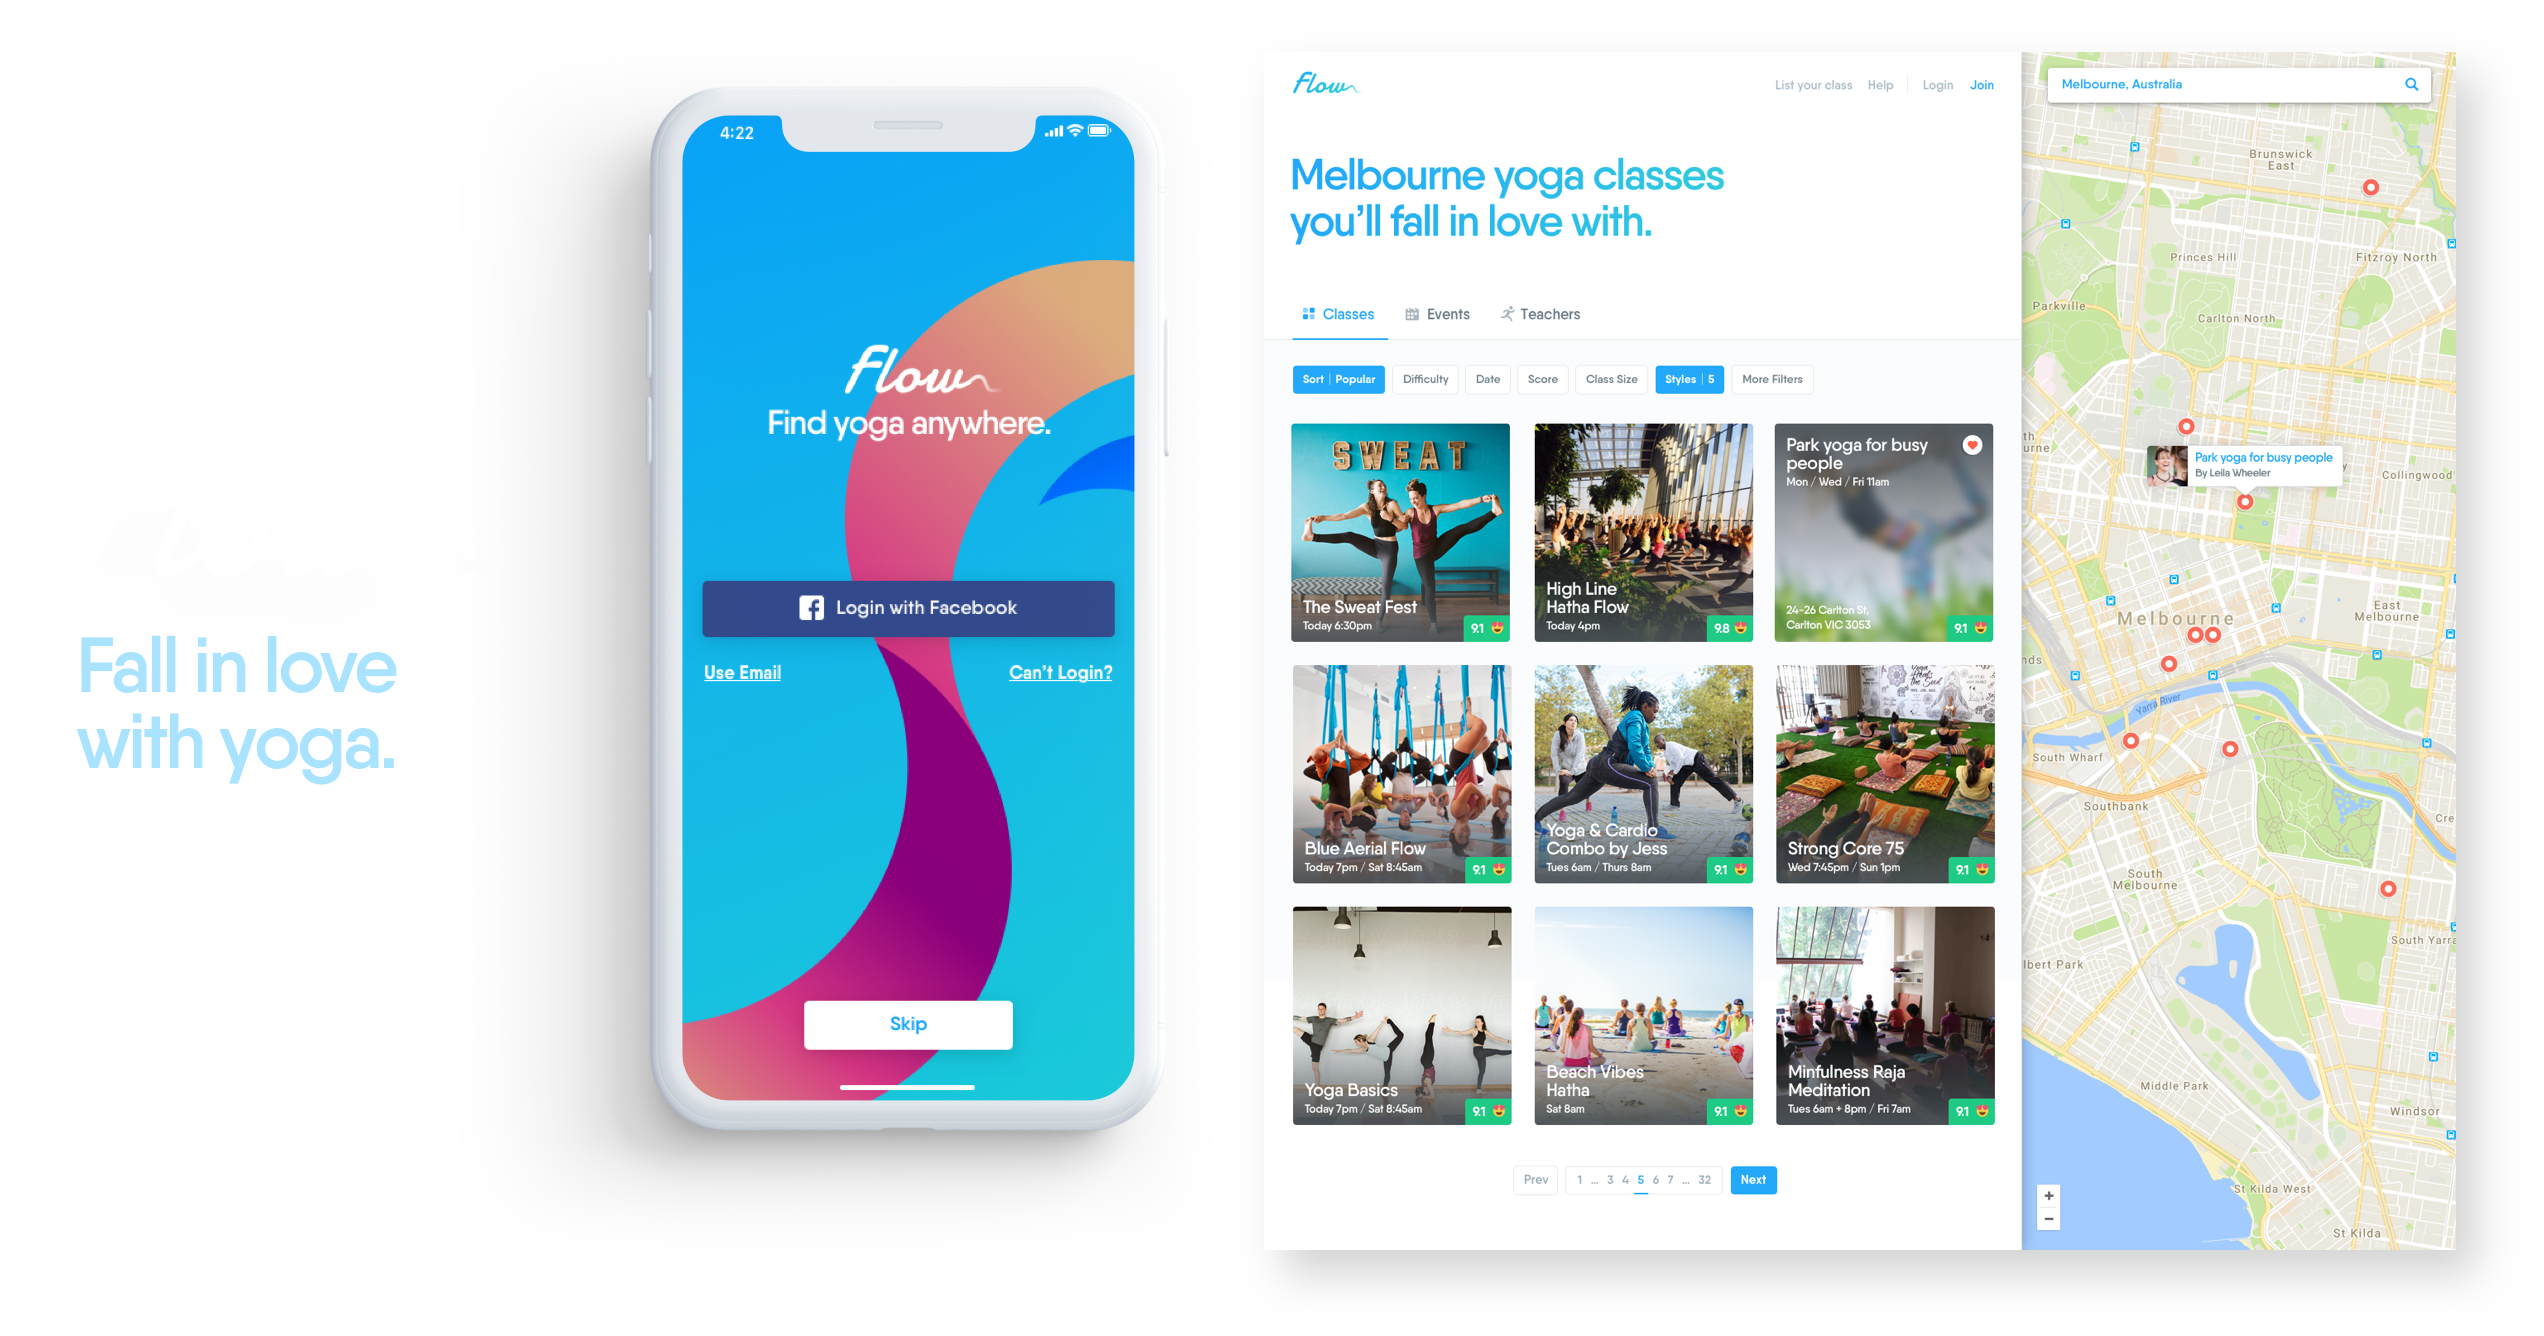 Flow
Fall in love
with yoga.
4:22
Flow
Find yoga anywhere.
Login with Facebook
Use Email
Can't Login?
Skip
Flow
List your class
Help
Login
Join
Melbourne yoga classes
you'll fall in love with.
Classes
Events
Teachers
Sort | Popular
Difficulty
Date
Score
Class Size
Styles | 5
More Filters
SWEAT
The Sweat Fest
Today 6:30pm
9.1
High Line
Hatha Flow
Today 4pm
9.8
Park yoga for busy
people
Mon / Wed / Fri 11am
24-26 Carlton St,
Carlton VIC 3053
9.1
Blue Aerial Flow
Today 7pm / Sat 8:45am
9.1
Yoga & Cardio
Combo by Jess
Tues 6am / Thurs 8am
9.1
Strong Core 75
Wed 7:45pm / Sun 1pm
9.1
Yoga Basics
Today 7pm / Sat 8:45am
9.1
Beach Vibes
Hatha
Sat 8am
9.1
Minfulness Raja
Meditation
Tues 6am + 8pm / Fri 7am
9.1
Prev
1 ... 3 4 5 6 7 ... 32
Next
Melbourne, Australia
Brunswick
East
Princes Hill
Fitzroy North
Parkville
Carlton North
th
urne
Park yoga for busy people
By Leila Wheeler
y
Collingwood
Melbourne
East
Melbourne
nds
Yarra River
South Wharf
Southbank
Cre
South
Melbourne
South Yarra
lbert Park
Middle Park
Windsor
St Kilda West
St Kilda
+
−